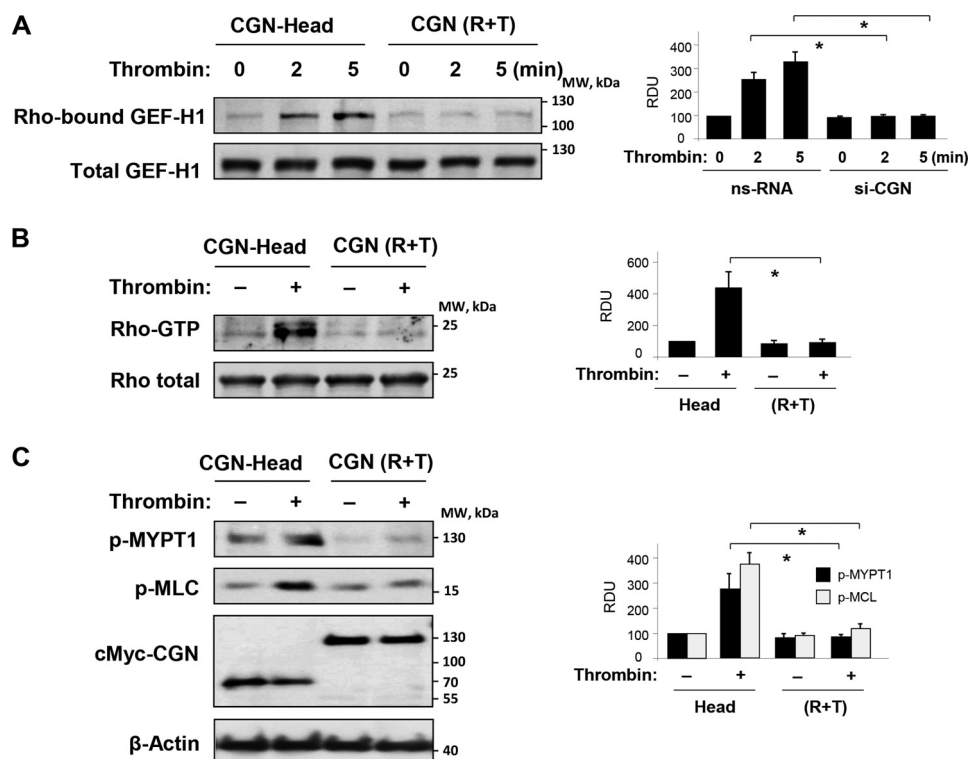 A
CGN-Head CGN (R+T)
Thrombin: 0 2 5 0 2 5 (min) MW, kDa
Rho-bound GEF-H1 130
100
Total GEF-H1 130
RDU
400
300
200
100
0
* *
Thrombin: 0 2 5 0 2 5 (min)
ns-RNA si-CGN
B
CGN-Head CGN (R+T)
Thrombin: – + – + MW, kDa
Rho-GTP 25
Rho total 25
RDU
600
400
200
0
*
Thrombin: – + – +
Head (R+T)
C
CGN-Head CGN (R+T)
Thrombin: – + – + MW, kDa
p-MYPT1 130
p-MLC 15
cMyc-CGN 130
100
70
55
β-Actin 40
RDU
400
300
200
100
0
* *
p-MYPT1
p-MCL
Thrombin: – + – +
Head (R+T)